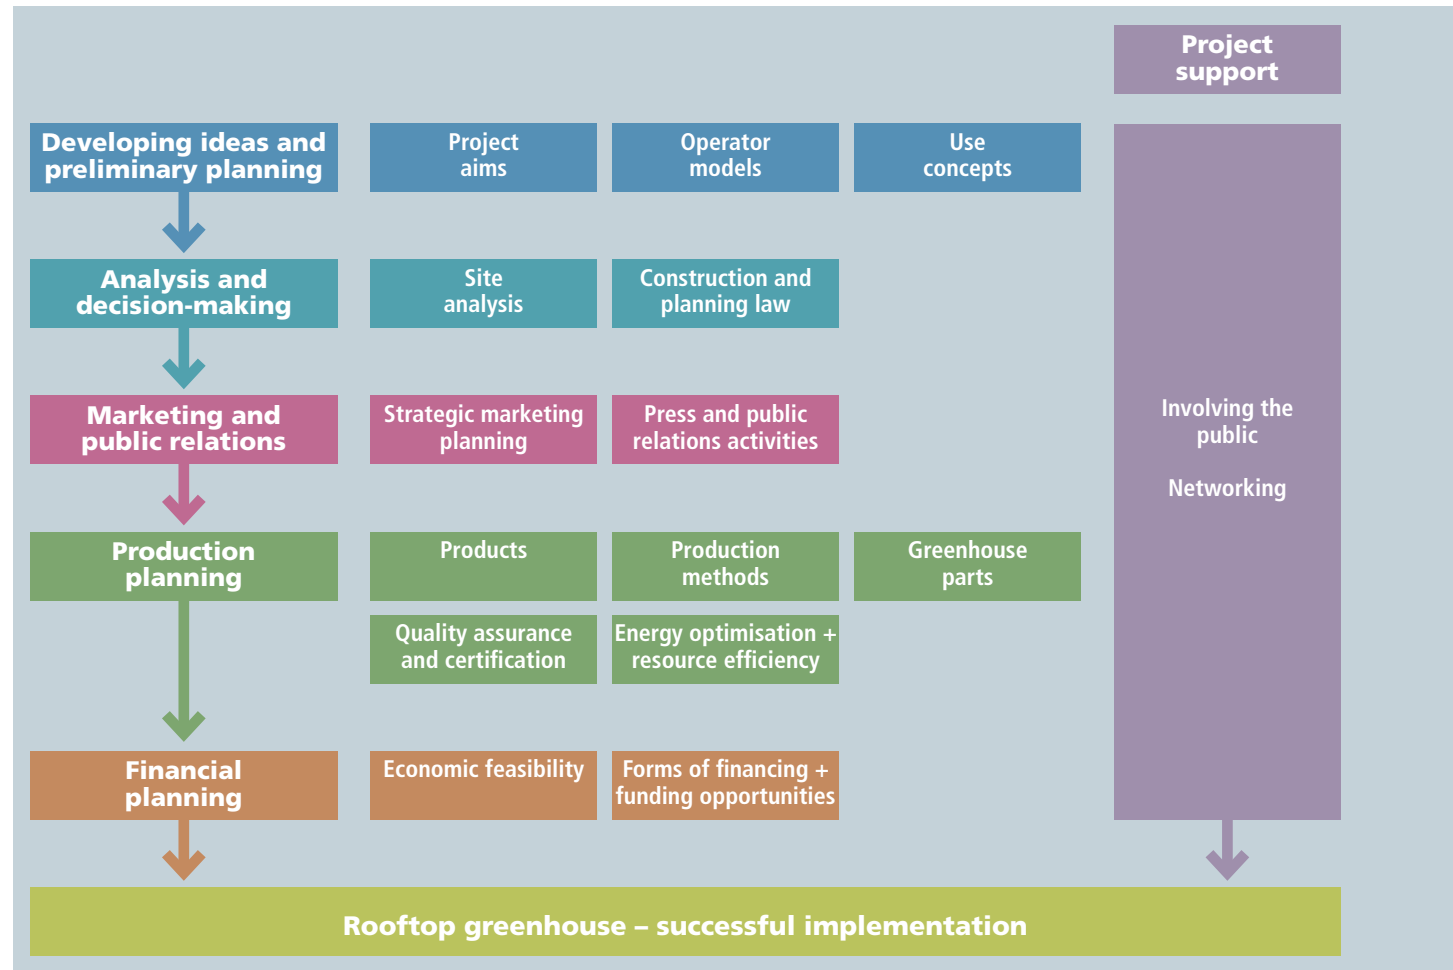 Project
support
Developing ideas and
preliminary planning
Project
aims
Operator
models
Use
concepts
Analysis and
decision-making
Site
analysis
Construction and
planning law
Marketing and
public relations
Strategic marketing
planning
Press and public
relations activities
Involving the
public
Networking
Production
planning
Products
Production
methods
Greenhouse
parts
Quality assurance
and certification
Energy optimisation +
resource efficiency
Financial
planning
Economic feasibility
Forms of financing +
funding opportunities
Rooftop greenhouse – successful implementation